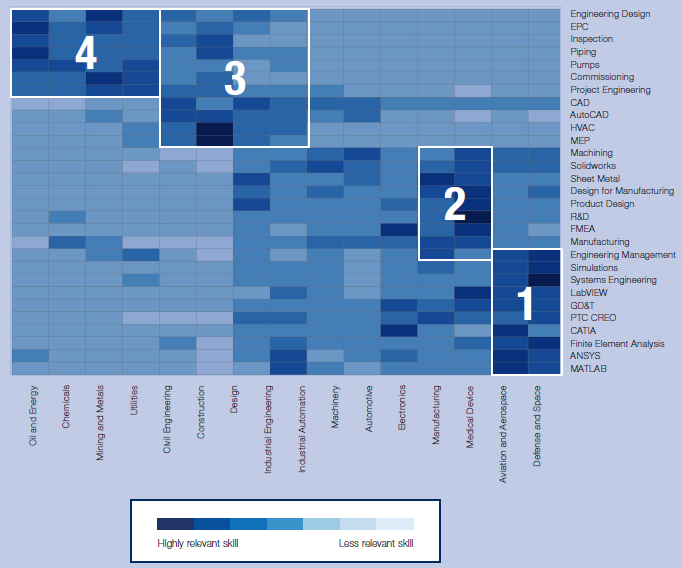 Engineering Design
EPC
Inspection
Piping
Pumps
Commissioning
Project Engineering
CAD
AutoCAD
HVAC
MEP
Machining
Solidworks
Sheet Metal
Design for Manufacturing
Product Design
R&D
FMEA
Manufacturing
Engineering Management
Simulations
Systems Engineering
LabVIEW
GD&T
PTC CREO
CATIA
Finite Element Analysis
ANSYS
MATLAB
4
3
2
1
Oil and Energy
Chemicals
Mining and Metals
Utilities
Civil Engineering
Construction
Design
Industrial Engineering
Industrial Automation
Machinery
Automotive
Electronics
Manufacturing
Medical Device
Aviation and Aerospace
Defense and Space
Highly relevant skill
Less relevant skill